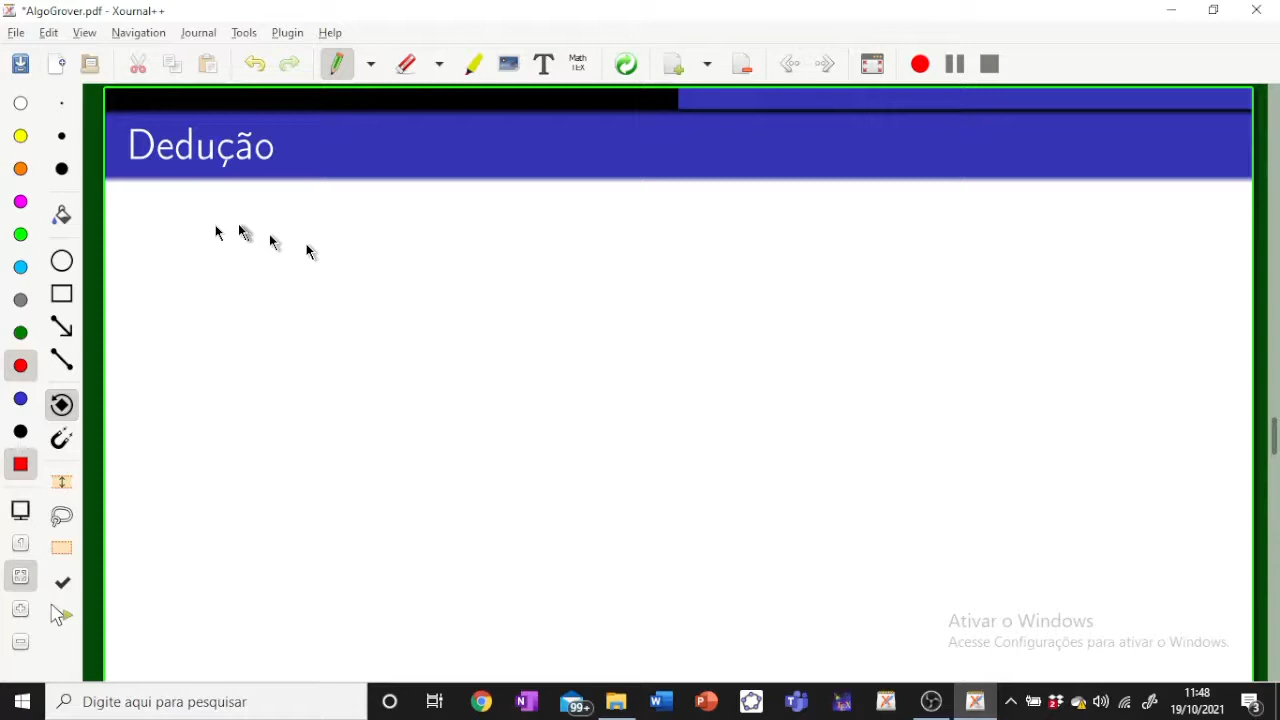 *AlgoGrover.pdf - Xournal++
File Edit View Navigation Journal Tools Plugin Help
T Math TEX
Dedução
Ativar o Windows
Acesse Configurações para ativar o Windows.
Digite aqui para pesquisar
99+
11:48
19/10/2021
3